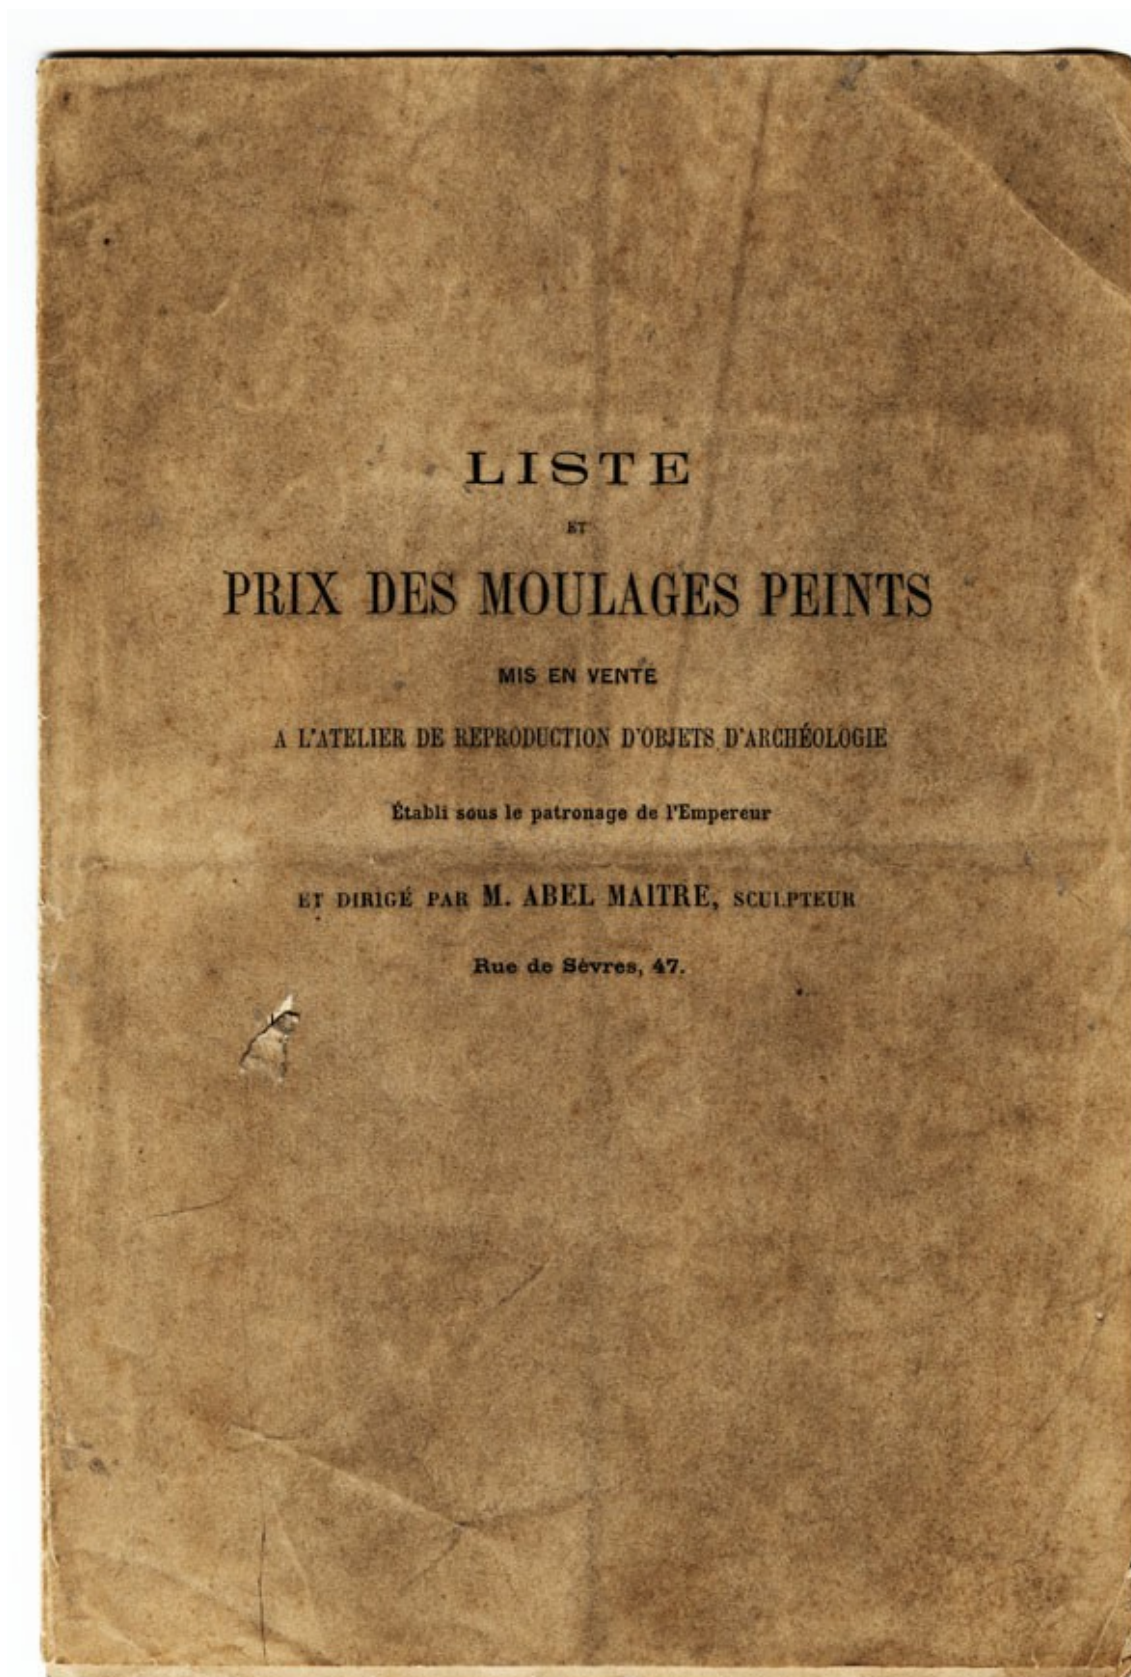 LISTE
ET
PRIX DES MOULAGES PEINTS
MIS EN VENTE
A L'ATELIER DE REPRODUCTION D'OBJETS D'ARCHÉOLOGIE
Établi sous le patronage de l'Empereur
ET DIRIGÉ PAR M. ABEL MAITRE, SCULPTEUR
Rue de Sèvres, 47.